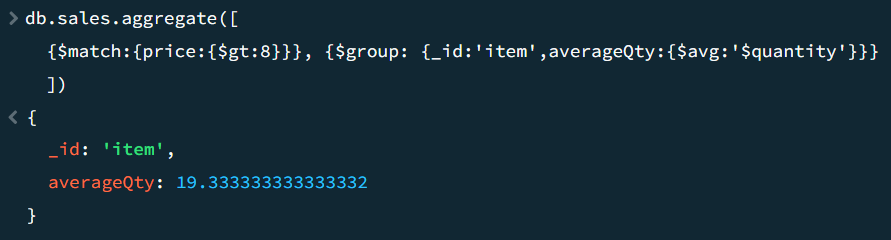 > db.sales.aggregate([
{$match:{price:{$gt:8}}}, {$group: {_id:'item',averageQty:{$avg:'$quantity'}}}
])
< {
_id: 'item',
averageQty: 19.333333333333332
}